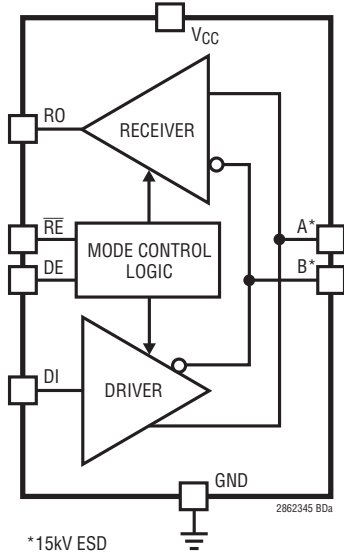 VCC
RO
RECEIVER
RE
MODE CONTROL
LOGIC
DE
A*
B*
DI
DRIVER
GND
2862345 BDa
*15kV ESD